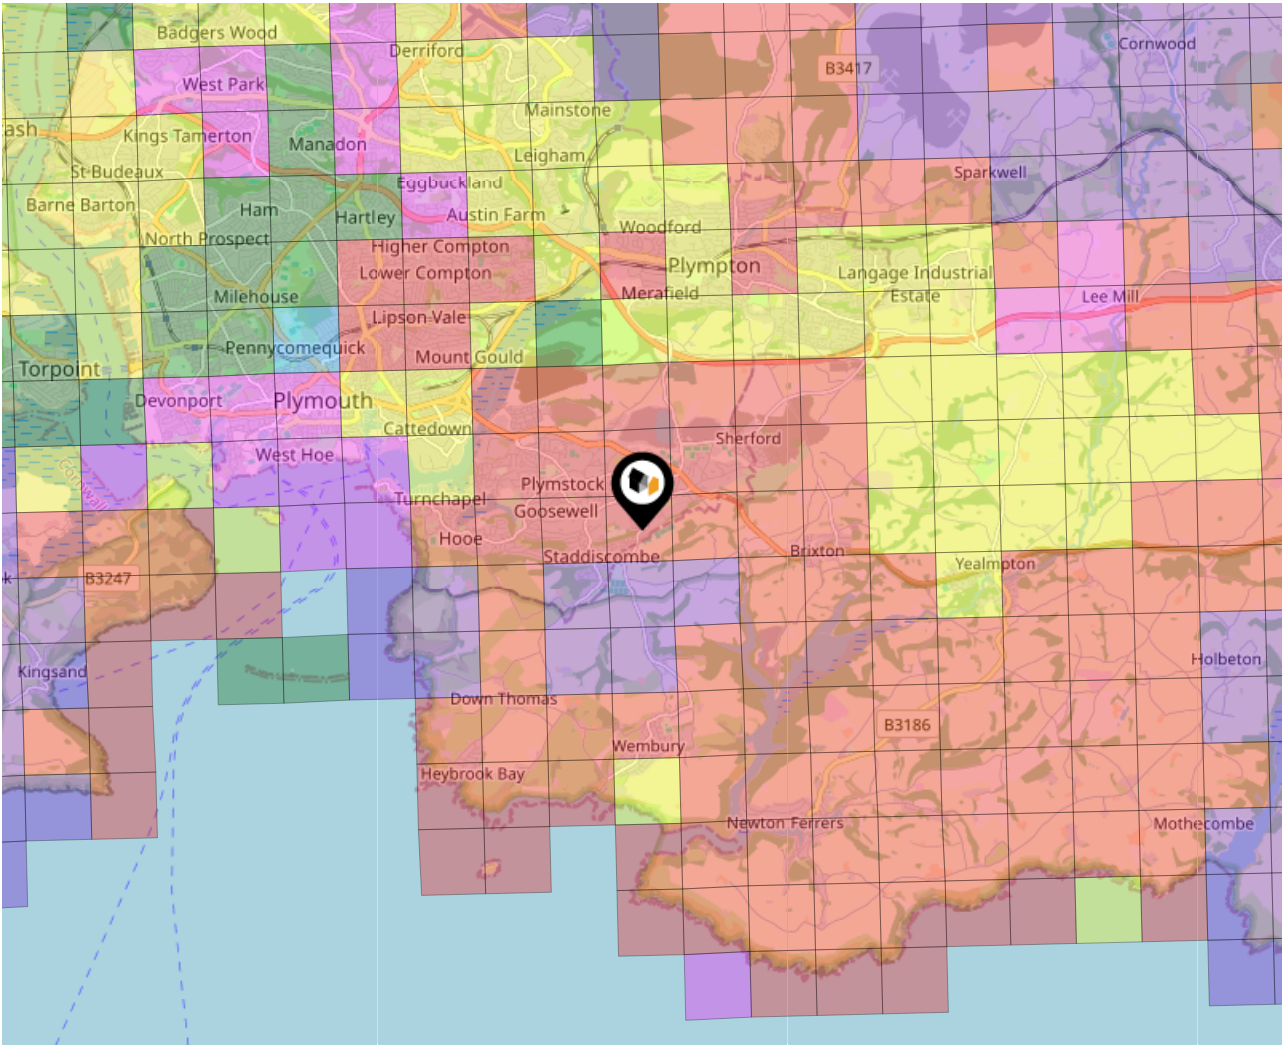 Badgers Wood
Derriford
Cornwood
B3417
West Park
Mainstone
ash
Kings Tamerton
Manadon
Leigham
St Budeaux
Sparkwell
Eggbuckland
Barne Barton
Ham
Hartley
Austin Farm
Woodford
North Prospect
Higher Compton
Lower Compton
Plympton
Langage Industrial
Estate
Milehouse
Merafield
Lee Mill
Lipson Vale
Pennycomequick
Mount Gould
Torpoint
Devonport
Plymouth
Cattedown
Sherford
West Hoe
Cornwall
Plymstock
Turnchapel
Goosewell
Hooe
Staddiscombe
Brixton
Yealmpton
k
B3247
Kingsand
Holbeton
Down Thomas
B3186
Wembury
Heybrook Bay
Newton Ferrers
Mothecombe